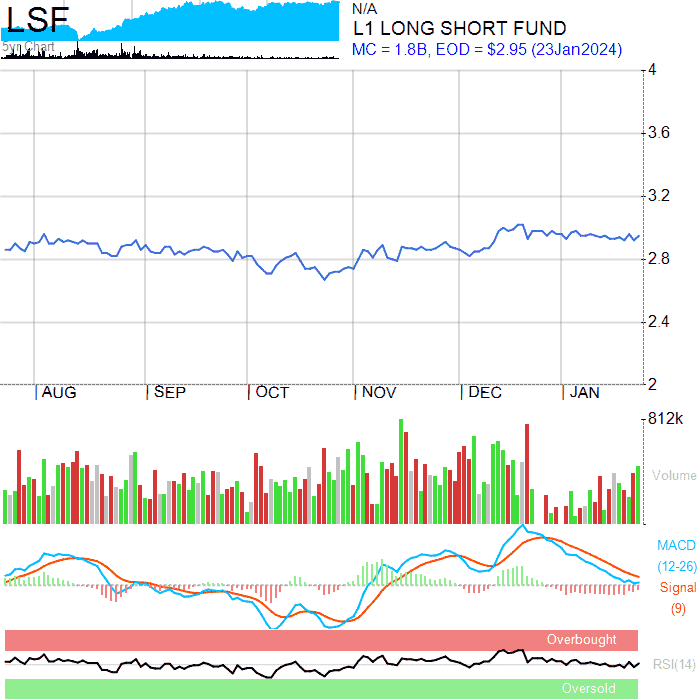 LSF
5yr Chart
N/A
L1 LONG SHORT FUND
MC = 1.8B, EOD = $2.95 (23Jan2024)
4
3.6
3.2
2.8
2.4
2
AUG SEP OCT NOV DEC JAN
812k
Volume
MACD
(12-26)
Signal
(9)
Overbought
RSI(14)
Oversold